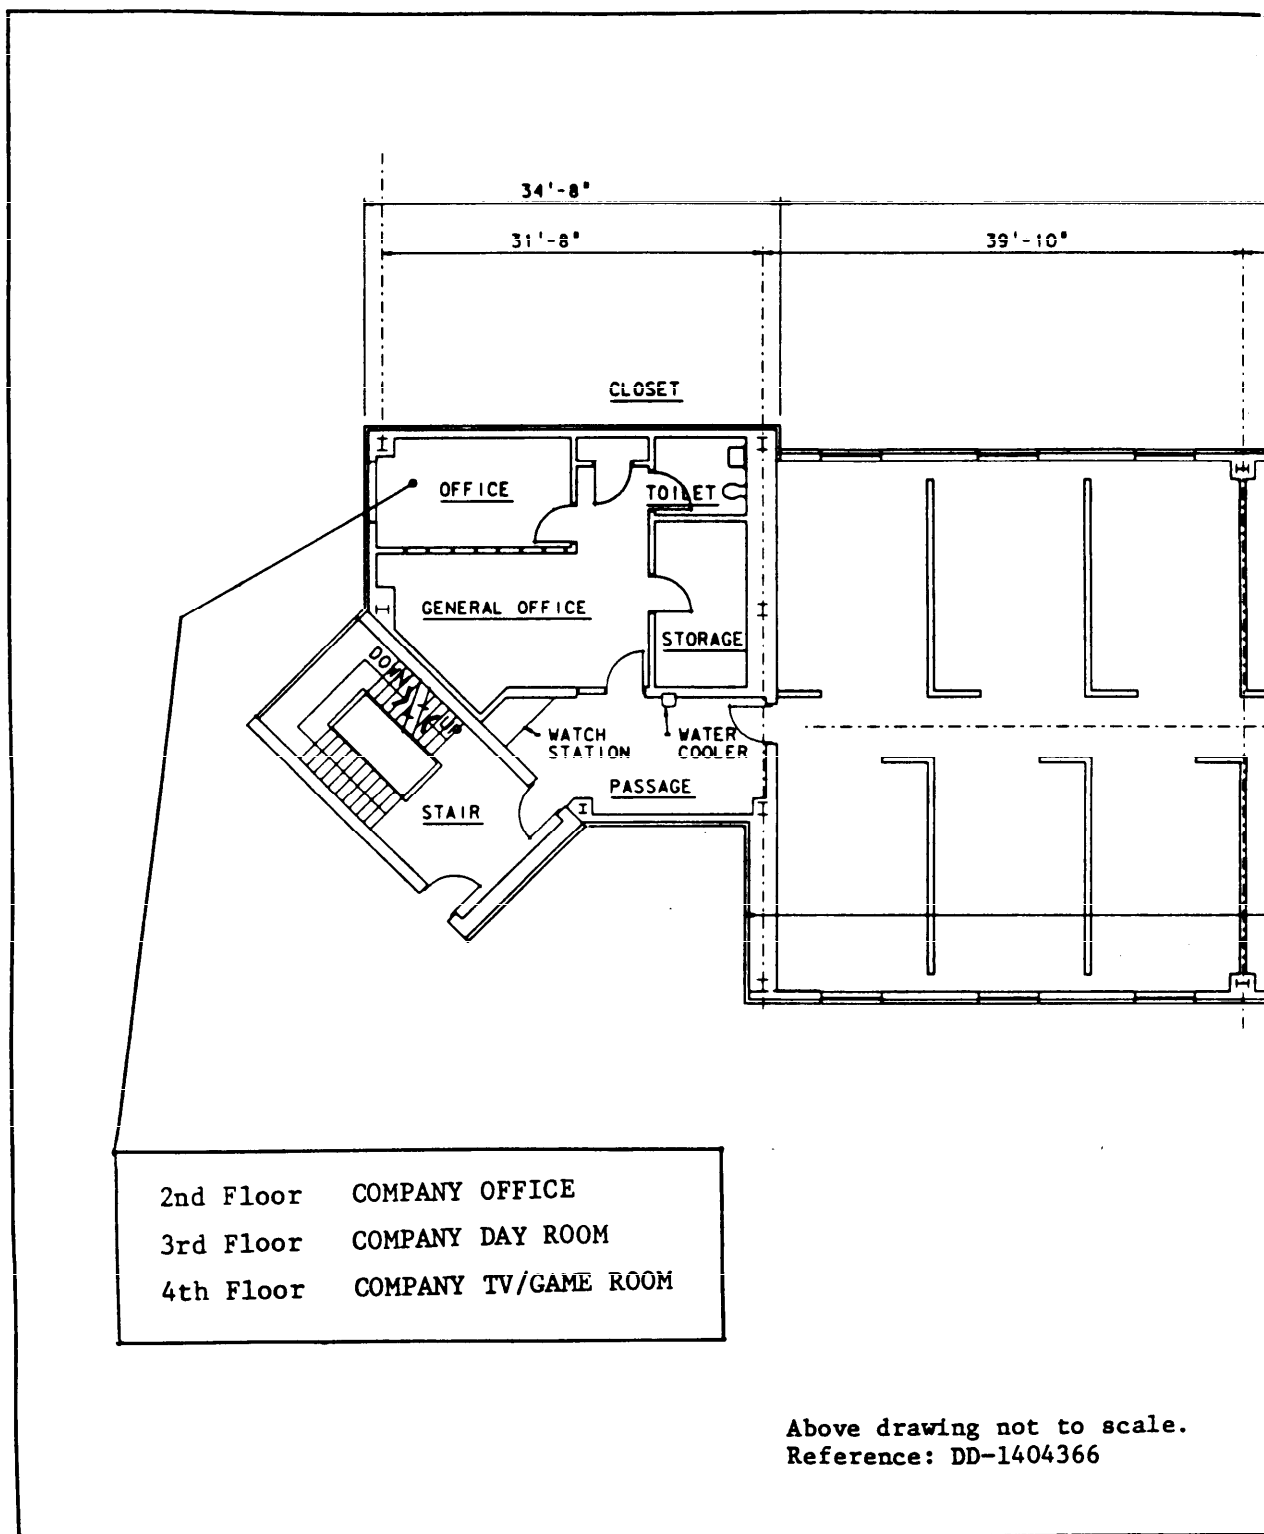 34'-8"
31'-8"
39'-10"
CLOSET
OFFICE
TOILET
GENERAL OFFICE
STORAGE
DOWN
UP
WATCH
STATION
WATER
COOLER
PASSAGE
STAIR
2nd Floor COMPANY OFFICE
3rd Floor COMPANY DAY ROOM
4th Floor COMPANY TV/GAME ROOM
Above drawing not to scale.
Reference: DD-1404366